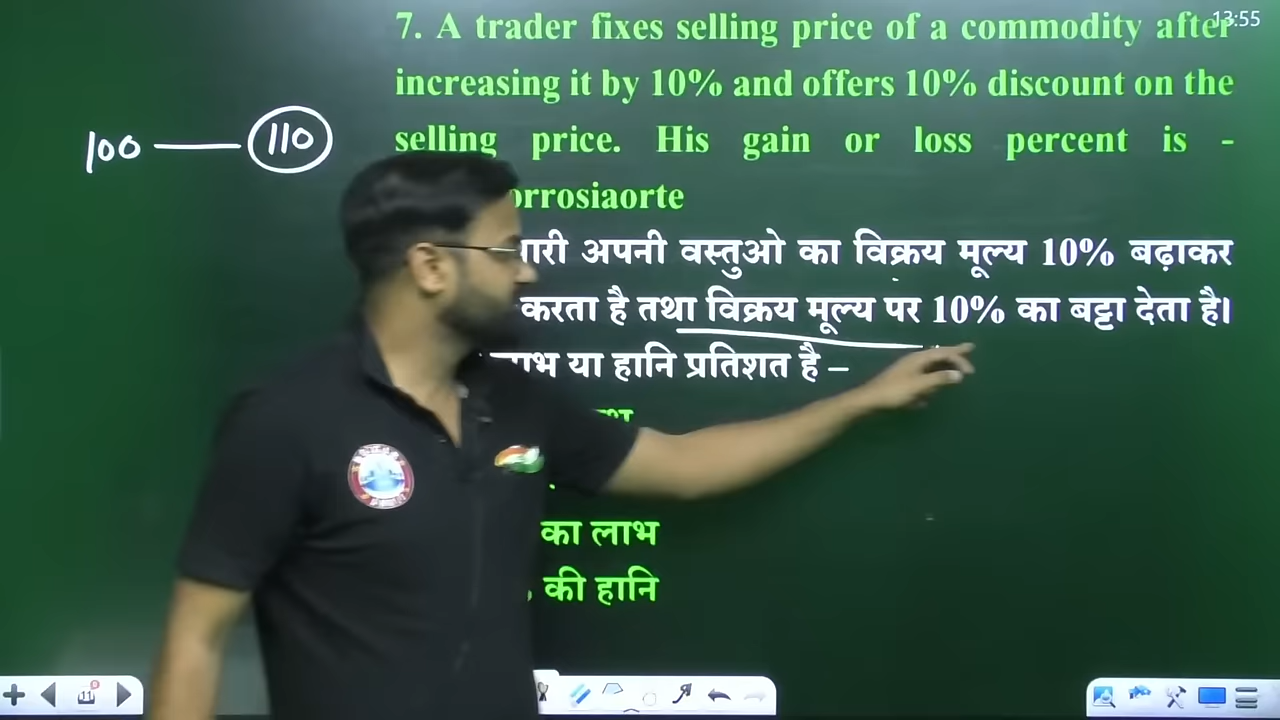 13:55
7. A trader fixes selling price of a commodity after
increasing it by 10% and offers 10% discount on the
100 — 110
selling price. His gain or loss percent is -
अपनी वस्तुओ का विक्रय मूल्य 10% बढ़ाकर
करता है तथा विक्रय मूल्य पर 10% का बट्टा देता है।
या हानि प्रतिशत है –
का लाभ
की हानि